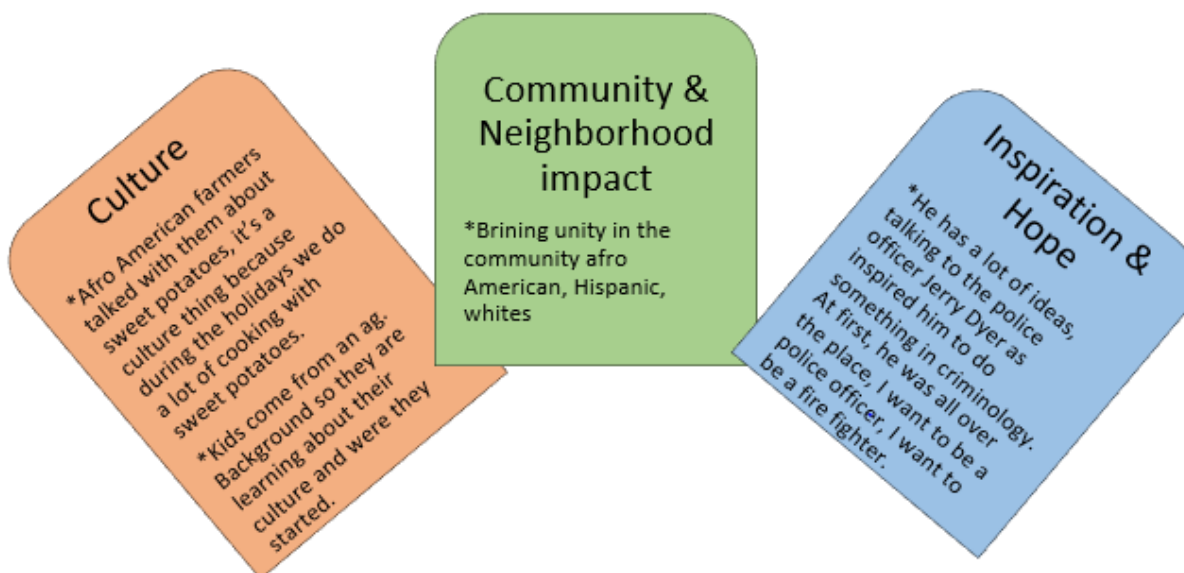 Culture
*Afro American farmers
talked with them about
sweet potatoes, it's a
culture thing because
during the holidays we do
a lot of cooking with
sweet potatoes.
*Kids come from an ag.
Background so they are
learning about their
culture and were they
started.
Community &
Neighborhood
impact
*Brining unity in the
community afro
American, Hispanic,
whites
Inspiration &
Hope
*He has a lot of ideas,
talking to the police
officer Jerry Dyer as
inspired him to do
something in criminology.
At first, he was all over
the place, I want to be a
police officer, I want to
be a fire fighter.